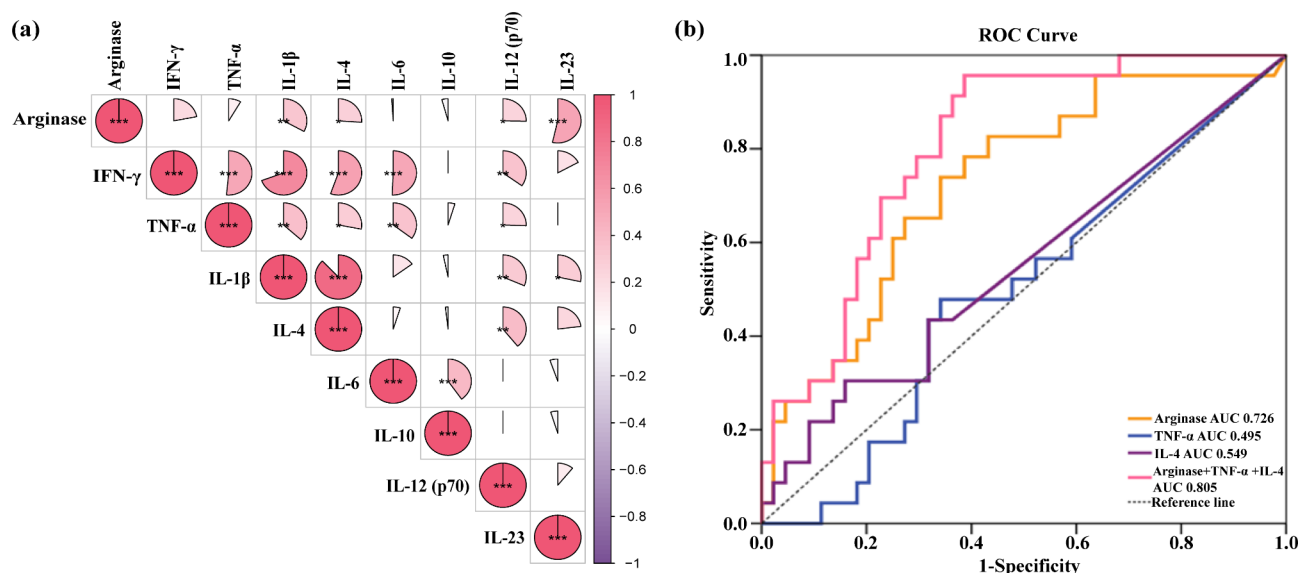 (a)
Arginase
IFN-γ
TNF-α
IL-1β
IL-4
IL-6
IL-10
IL-12 (p70)
IL-23
Arginase
*** ** * * ***
IFN-γ
*** *** *** *** *** **
TNF-α
*** ** * ** *
IL-1β
*** *** ** *
IL-4
*** **
IL-6
*** ***
IL-10
***
IL-12 (p70)
***
IL-23
***
1
0.8
0.6
0.4
0.2
0
−0.2
−0.4
−0.6
−0.8
−1
(b)
ROC Curve
Sensitivity
1.0
0.8
0.6
0.4
0.2
0.0
0.0 0.2 0.4 0.6 0.8 1.0
1-Specificity
Arginase AUC 0.726
TNF-α AUC 0.495
IL-4 AUC 0.549
Arginase+TNF-α +IL-4
AUC 0.805
Reference line